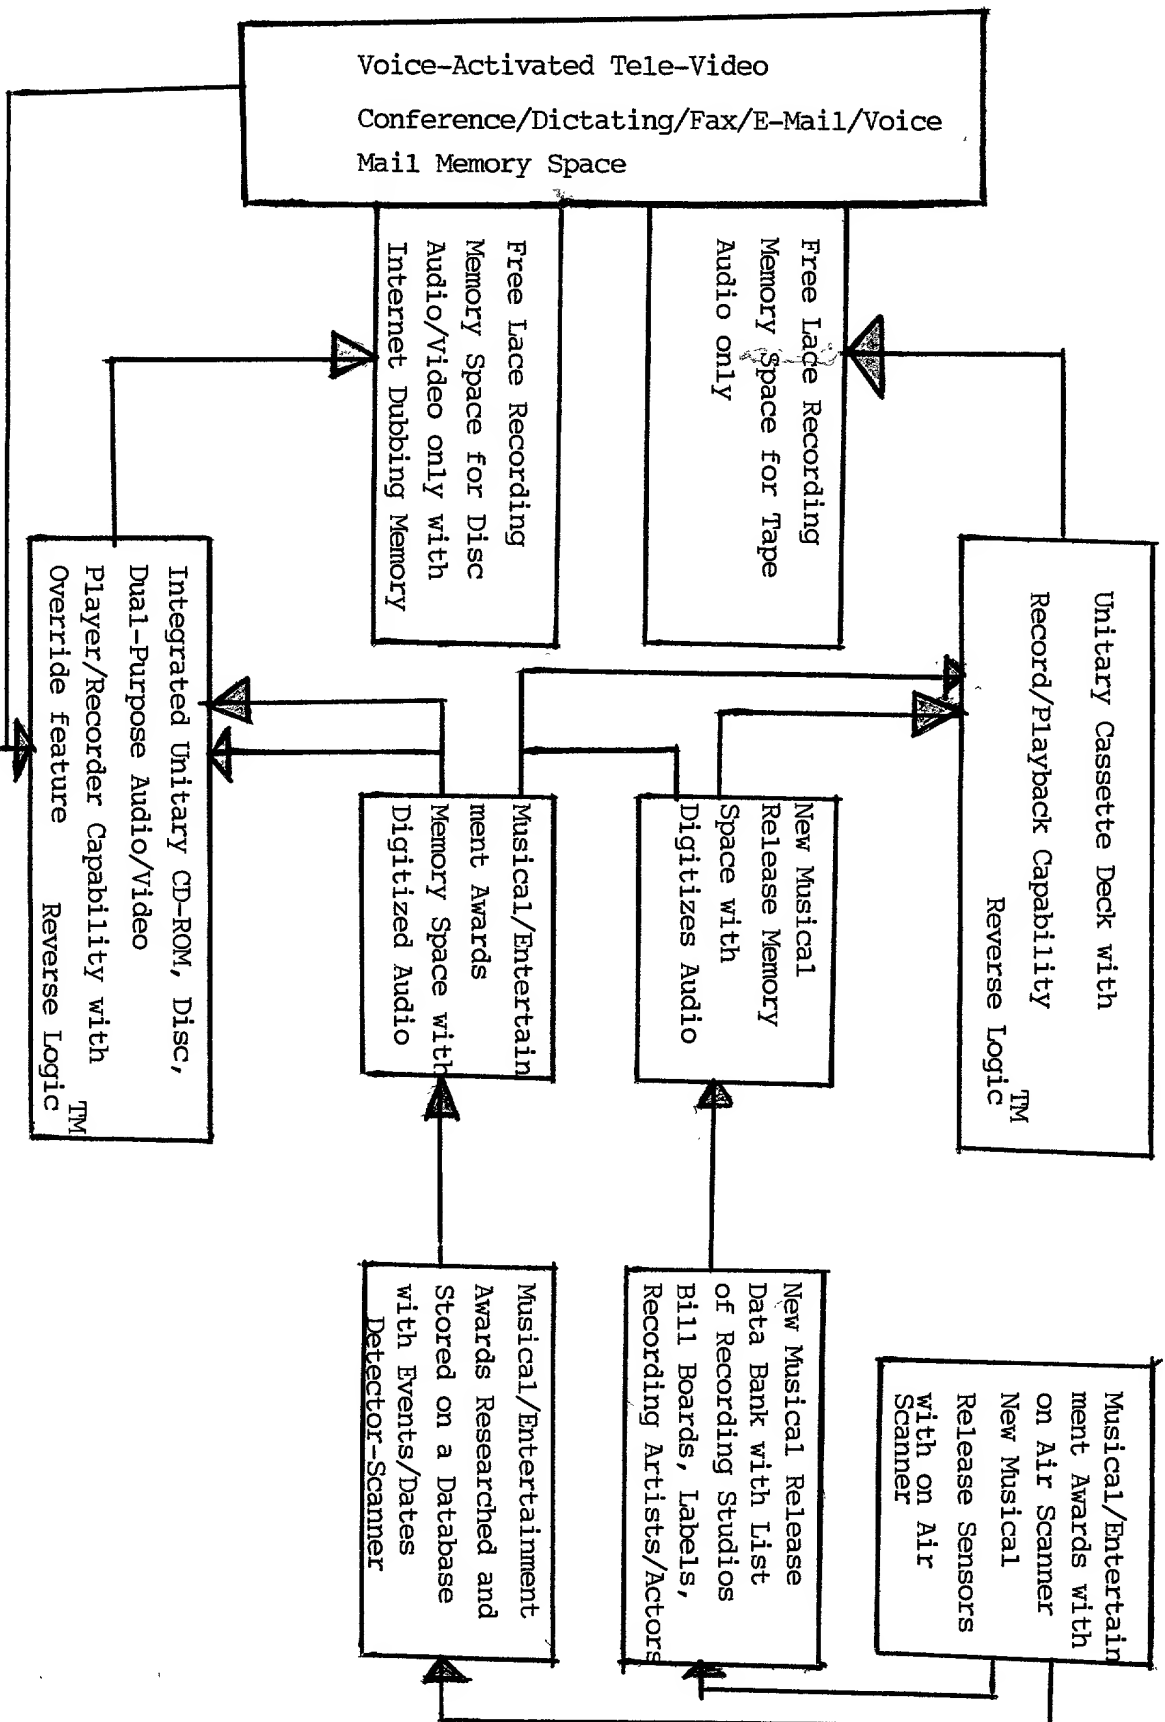 Voice-Activated Tele-Video
Conference/Dictating/Fax/E-Mail/Voice
Mail Memory Space
Free Lace Recording
Memory Space for Tape
Audio only
Free Lace Recording
Memory Space for Disc
Audio/Video only with
Internet Dubbing Memory
Unitary Cassette Deck with
Record/Playback Capability
Reverse Logic TM
New Musical
Release Memory
Space with
Digitizes Audio
Musical/Entertain
ment Awards
Memory Space with
Digitized Audio
Integrated Unitary CD-ROM, Disc,
Dual-Purpose Audio/Video
Player/Recorder Capability with
Override feature Reverse Logic TM
Musical/Entertain
ment Awards with
on Air Scanner
New Musical
Release Sensors
with on Air
Scanner
New Musical Release
Data Bank with List
of Recording Studios
Bill Boards, Labels,
Recording Artists/Actors
Musical/Entertainment
Awards Researched and
Stored on a Database
with Events/Dates
Detector-Scanner